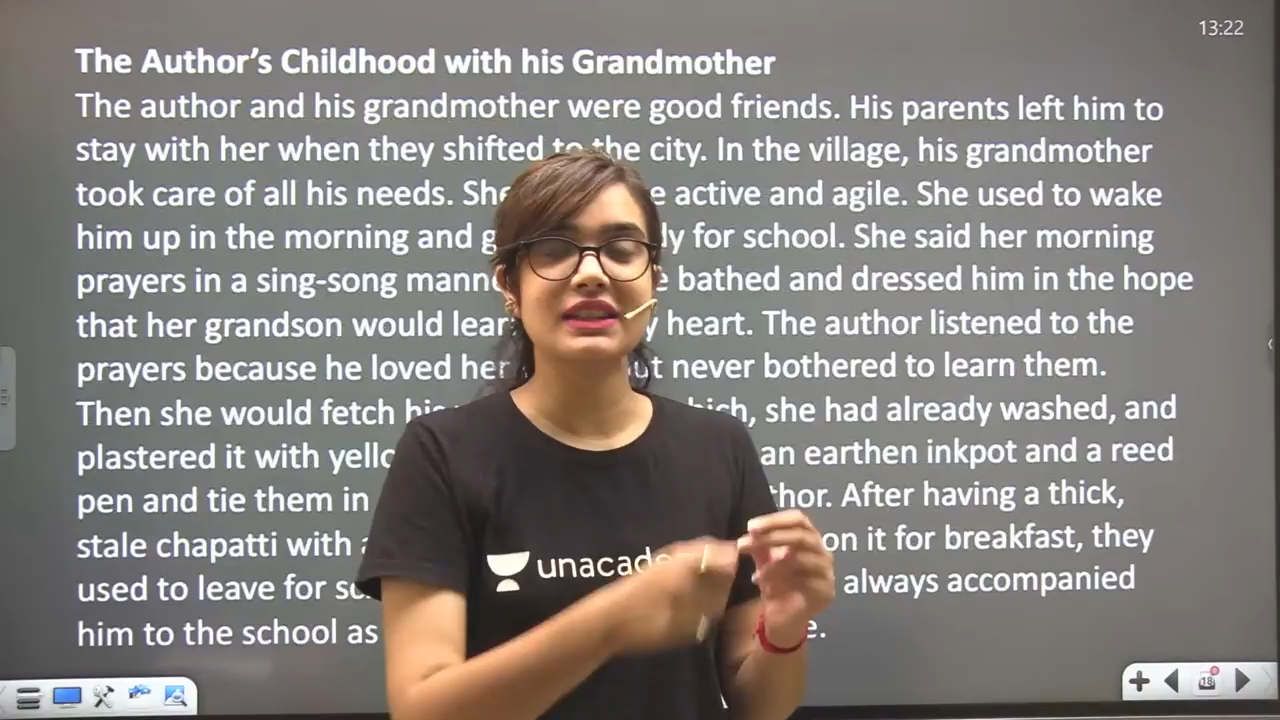 13:22
The Author's Childhood with his Grandmother
The author and his grandmother were good friends. His parents left him to
stay with her when they shifted to the city. In the village, his grandmother
took care of all his needs. She active and agile. She used to wake
him up in the morning and for school. She said her morning
prayers in a sing-song bathed and dressed him in the hope
that her grandson would heart. The author listened to the
prayers because he loved her never bothered to learn them.
Then she would fetch she had already washed, and
plastered it with an earthen inkpot and a reed
pen and tie them in After having a thick,
stale chapatti with on it for breakfast, they
used to leave for always accompanied
him to the school as
unacademy
18